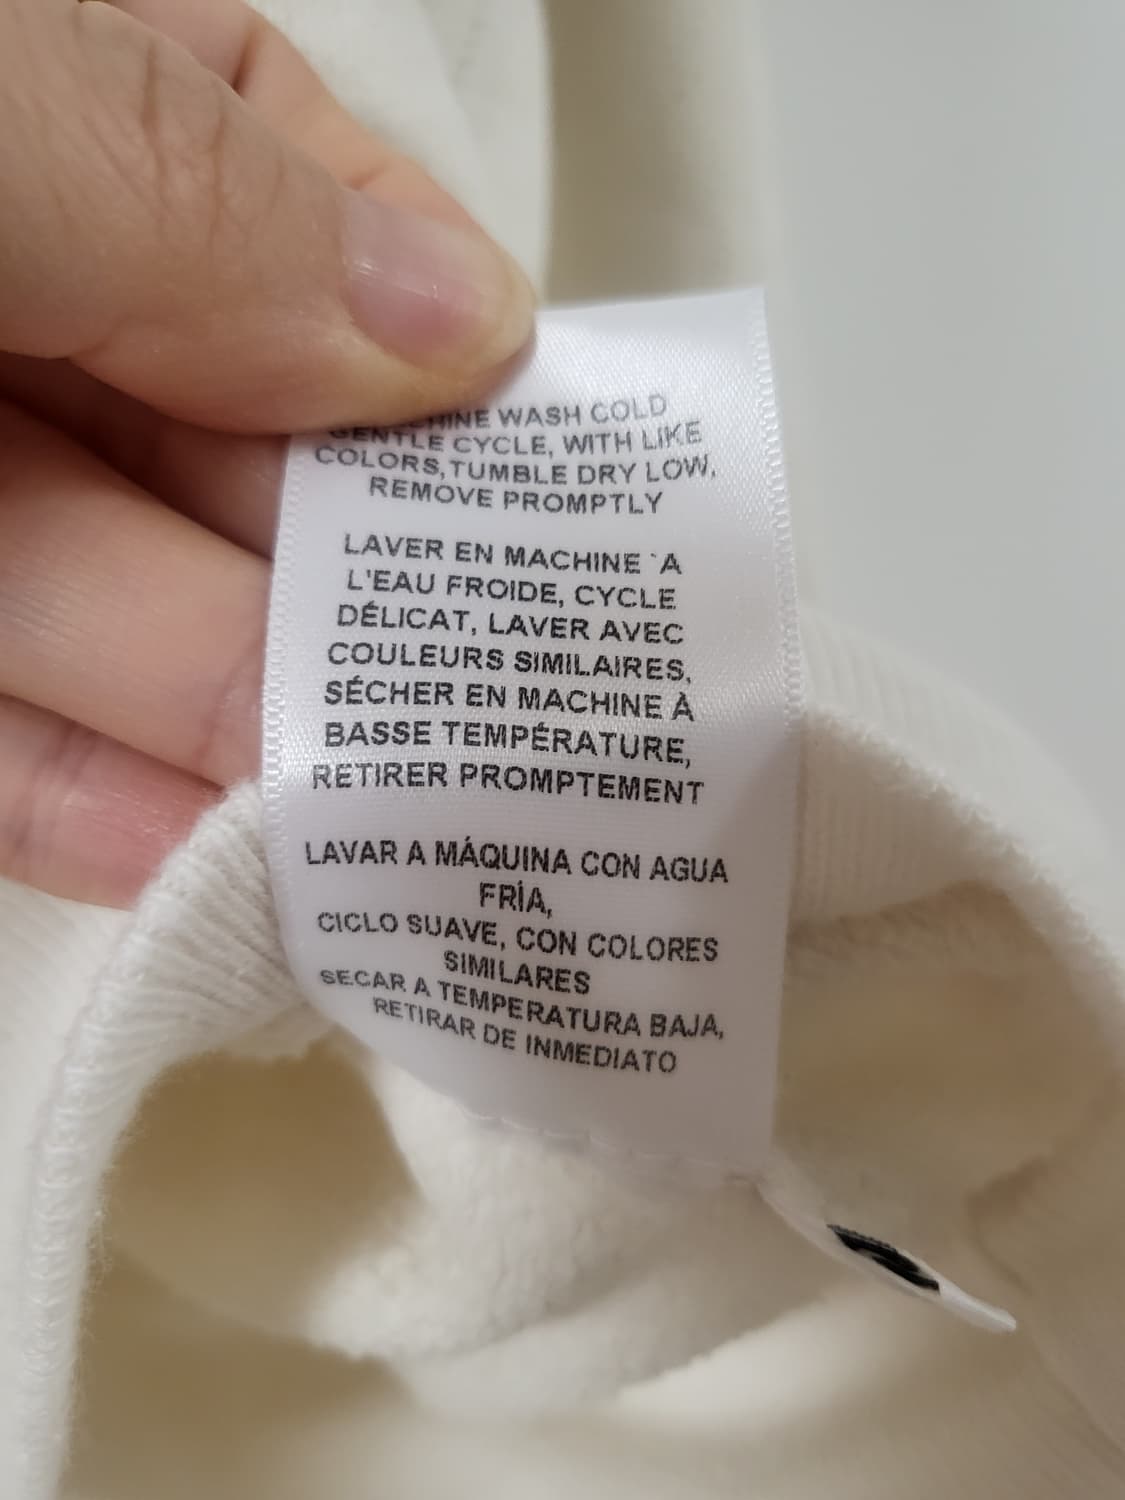 WASH COLD
GENTLE CYCLE, WITH LIKE
COLORS, TUMBLE DRY LOW,
REMOVE PROMPTLY
LAVER EN MACHINE `A
L'EAU FROIDE, CYCLE
DÉLICAT, LAVER AVEC
COULEURS SIMILAIRES,
SÉCHER EN MACHINE À
BASSE TEMPÉRATURE,
RETIRER PROMPTEMENT
LAVAR A MÁQUINA CON AGUA
FRÌA,
CICLO SUAVE, CON COLORES
SIMILARES
SECAR A TEMPERATURA BAJA,
RETIRAR DE INMEDIATO